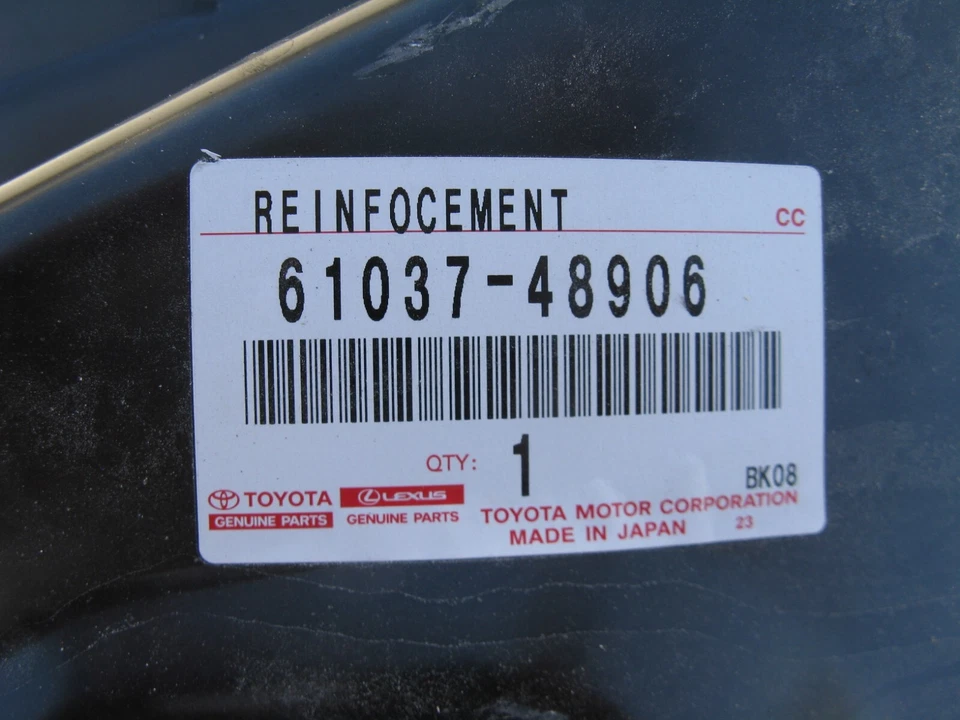 REINFOCEMENT
CC
61037-48906
QTY: 1
BK08
TOYOTA
GENUINE PARTS
LEXUS
GENUINE PARTS
TOYOTA MOTOR CORPORATION
MADE IN JAPAN 23